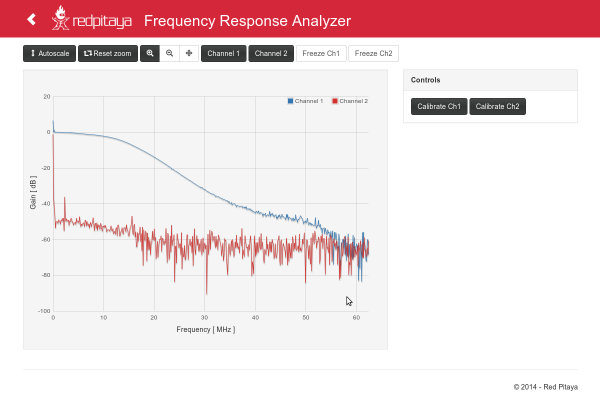 redpitaya Frequency Response Analyzer
Autoscale Reset zoom Channel 1 Channel 2 Freeze Ch1 Freeze Ch2
Controls
Calibrate Ch1 Calibrate Ch2
Channel 1 Channel 2
20
0
-20
-40
-60
-80
-100
Gain [ dB ]
0 10 20 30 40 50 60
Frequency [ MHz ]
© 2014 - Red Pitaya